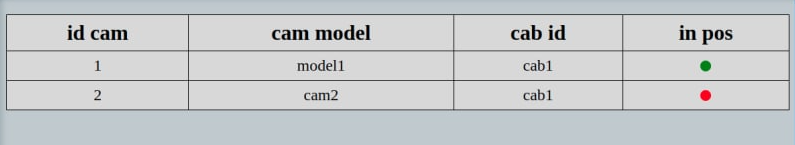 id cam cam model cab id in pos
1 model1 cab1
2 cam2 cab1